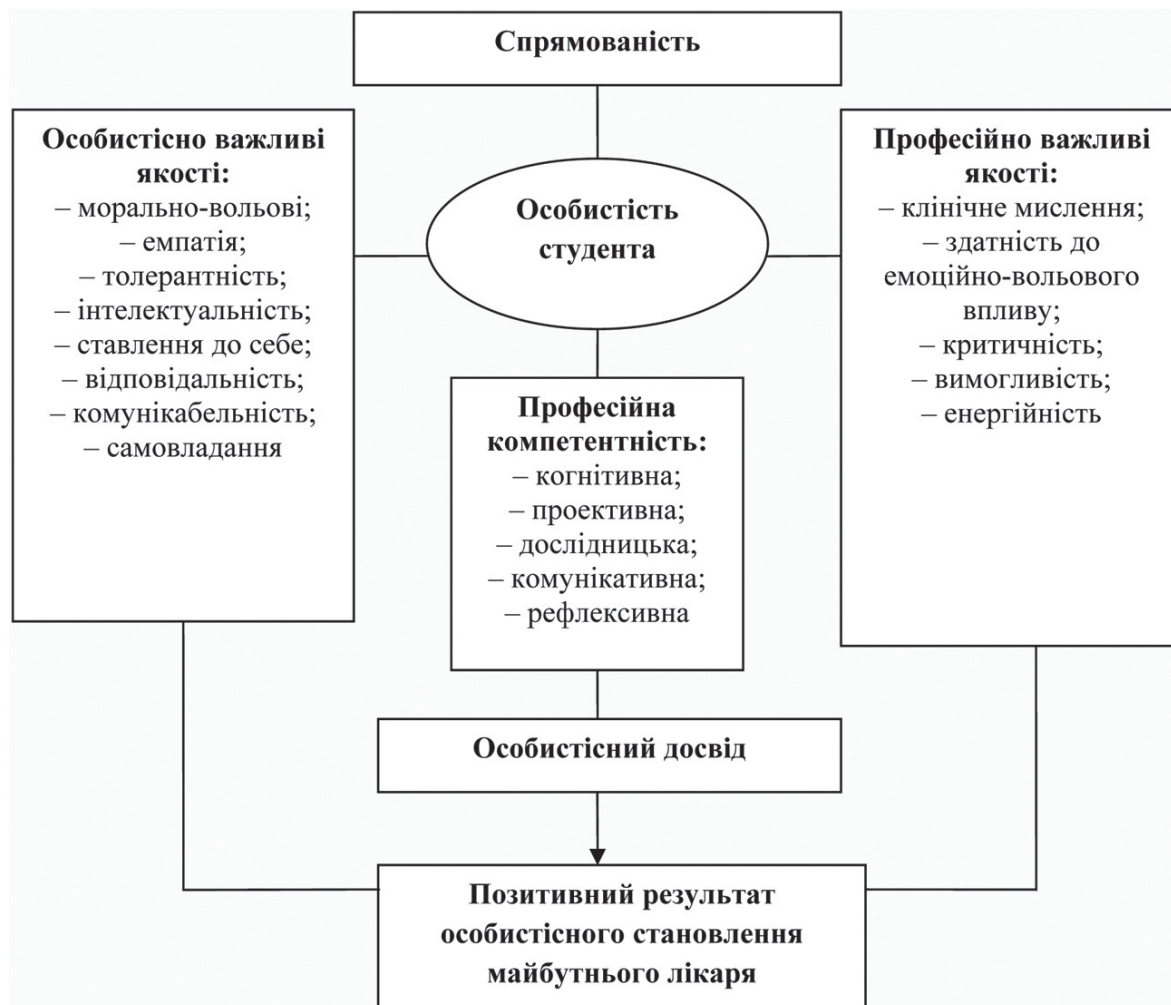 Спрямованість
Особистісно важливі
якості:
– морально-вольові;
– емпатія;
– толерантність;
– інтелектуальність;
– ставлення до себе;
– відповідальність;
– комунікабельність;
– самовладання
Особистість
студента
Професійно важливі
якості:
– клінічне мислення;
– здатність до
емоційно-вольового
впливу;
– критичність;
– вимогливість;
– енергійність
Професійна
компетентність:
– когнітивна;
– проективна;
– дослідницька;
– комунікативна;
– рефлексивна
Особистісний досвід
Позитивний результат
особистісного становлення
майбутнього лікаря